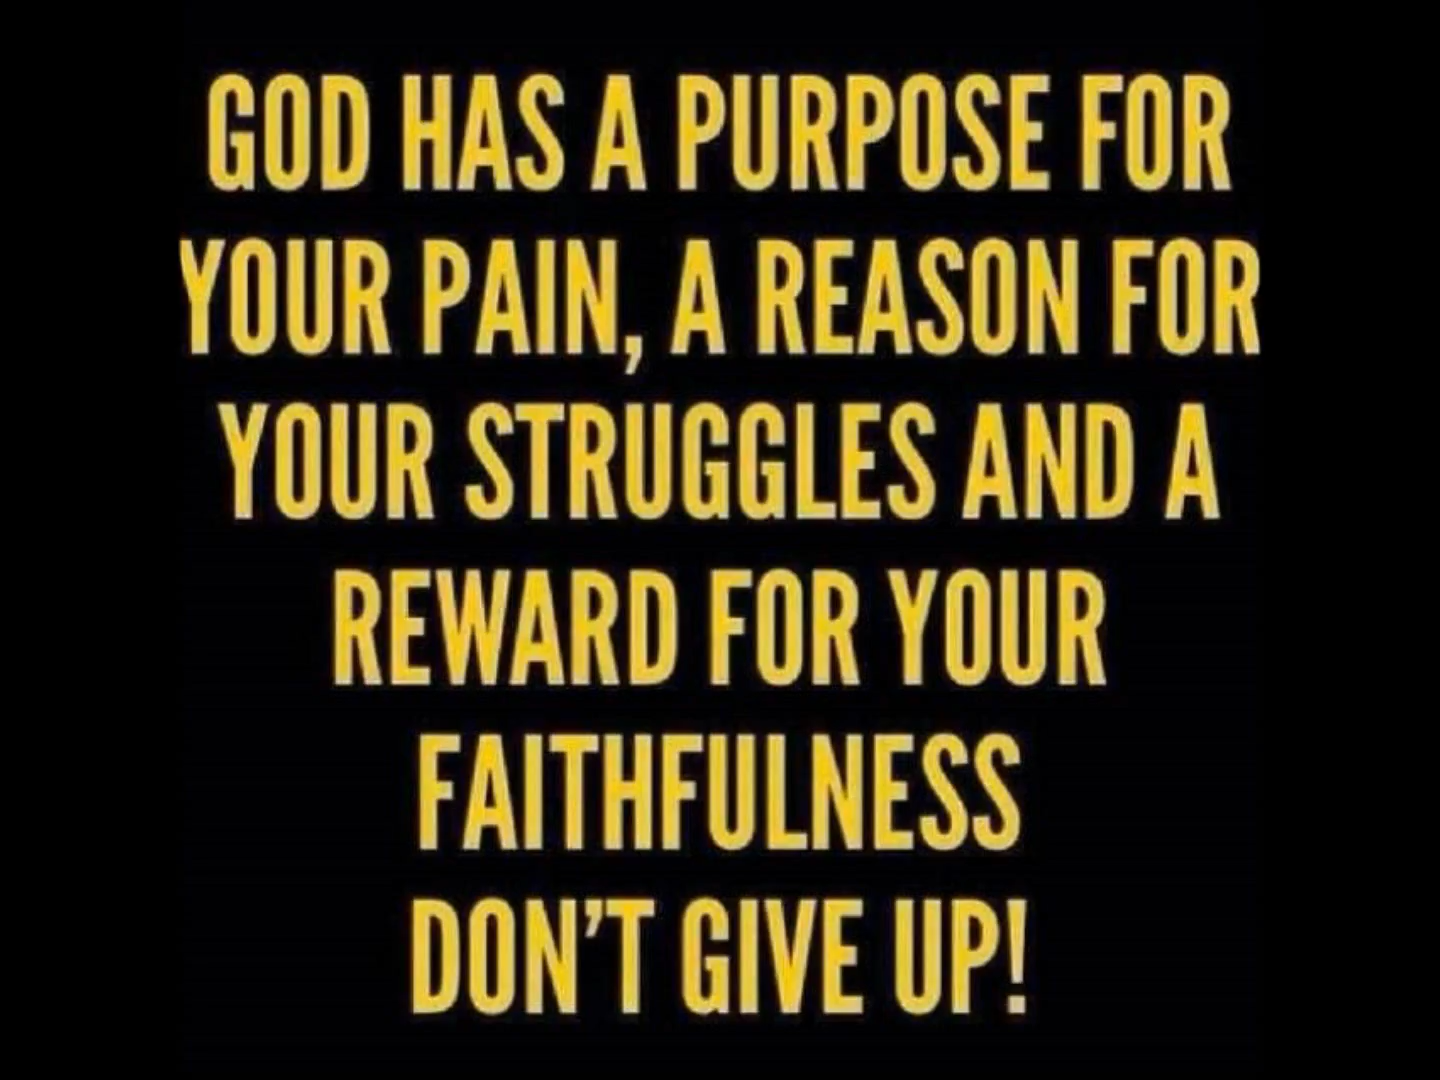 GOD HAS A PURPOSE FOR
YOUR PAIN, A REASON FOR
YOUR STRUGGLES AND A
REWARD FOR YOUR
FAITHFULNESS
DON'T GIVE UP!